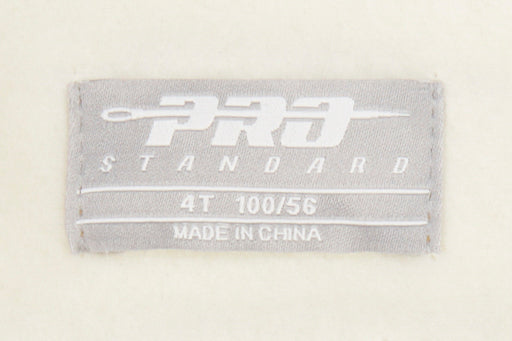 PRO
STANDARD
4T 100/56
MADE IN CHINA